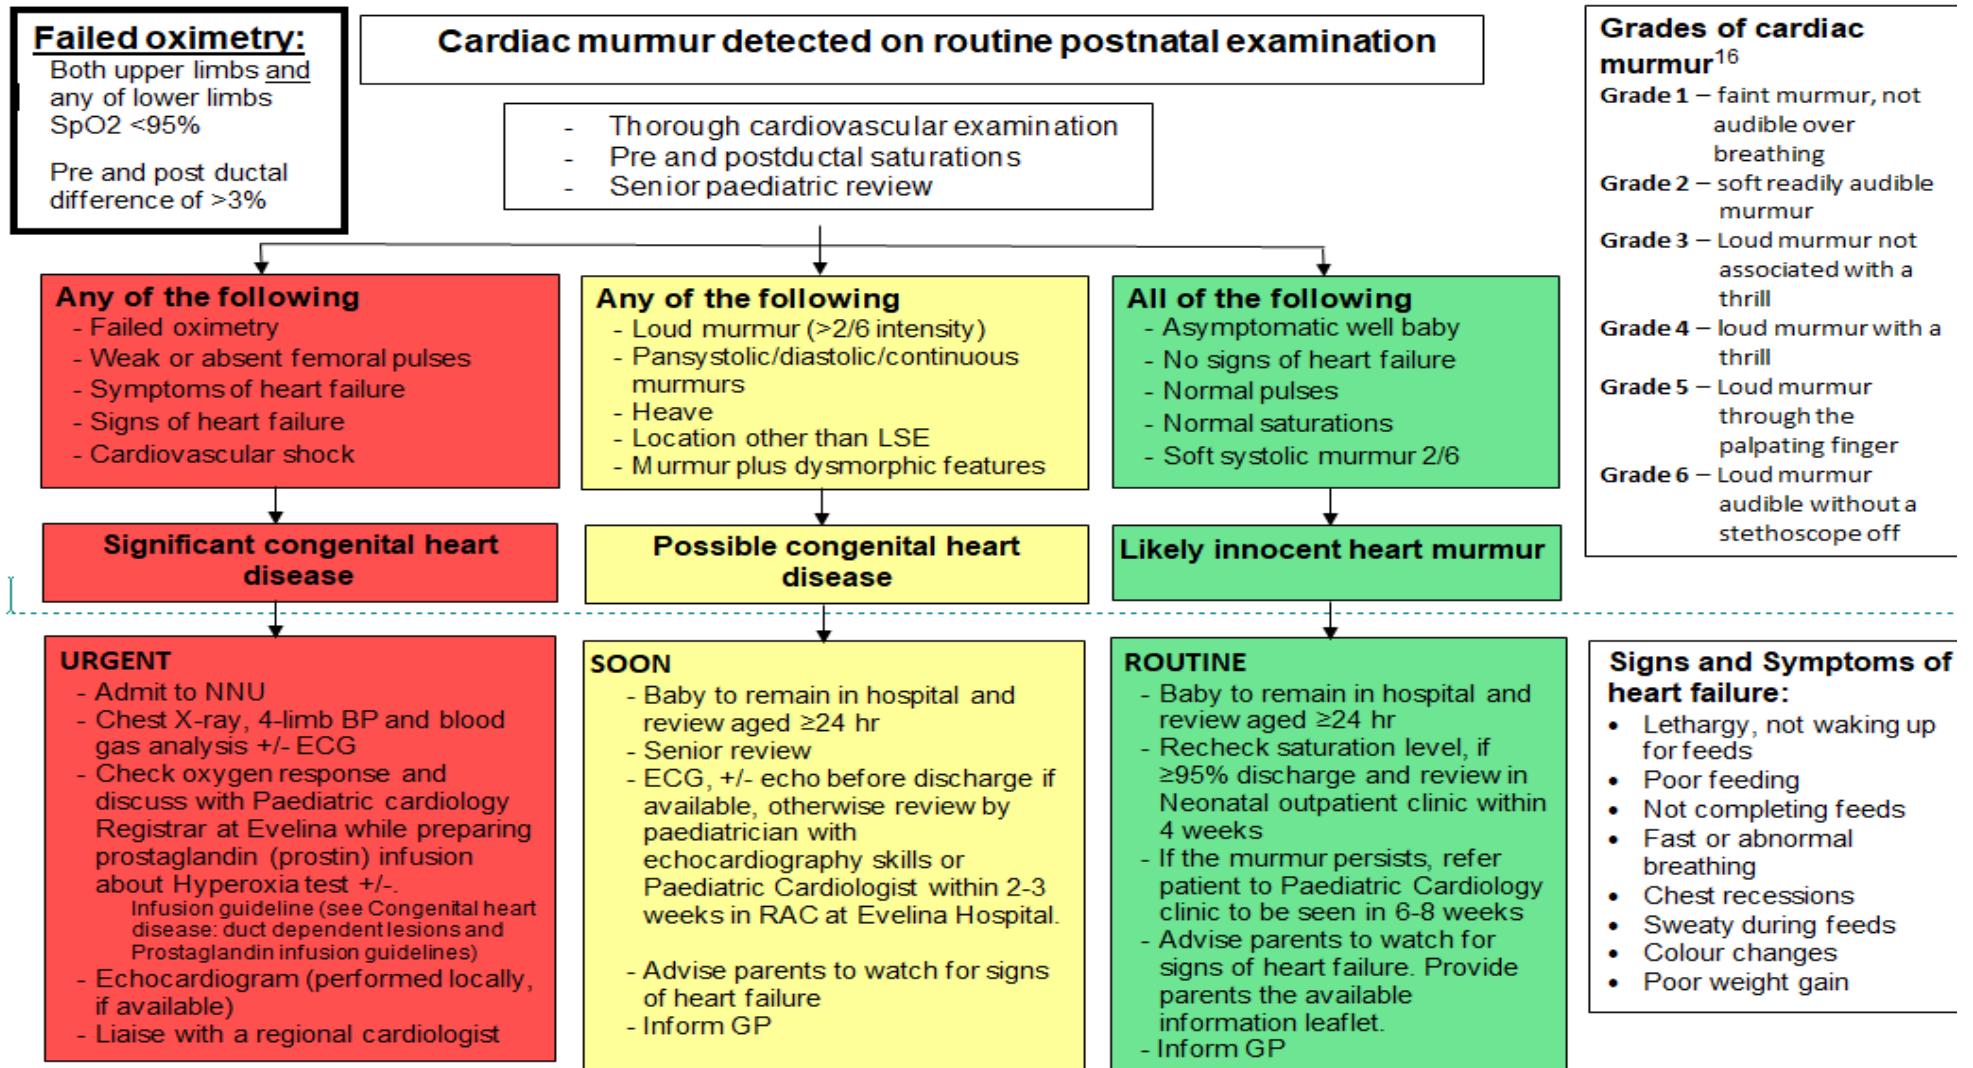 Failed oximetry:
Both upper limbs and
any of lower limbs
SpO2 <95%
Pre and post ductal
difference of >3%
Cardiac murmur detected on routine postnatal examination
- Thorough cardiovascular examination
- Pre and postductal saturations
- Senior paediatric review
Grades of cardiac
murmur16
Grade 1 – faint murmur, not
audible over
breathing
Grade 2 – soft readily audible
murmur
Grade 3 – Loud murmur not
associated with a
thrill
Grade 4 – loud murmur with a
thrill
Grade 5 – Loud murmur
through the
palpating finger
Grade 6 – Loud murmur
audible without a
stethoscope off
Any of the following
- Failed oximetry
- Weak or absent femoral pulses
- Symptoms of heart failure
- Signs of heart failure
- Cardiovascular shock
Any of the following
- Loud murmur (>2/6 intensity)
- Pansystolic/diastolic/continuous
murmurs
- Heave
- Location other than LSE
- Murmur plus dysmorphic features
All of the following
- Asymptomatic well baby
- No signs of heart failure
- Normal pulses
- Normal saturations
- Soft systolic murmur 2/6
Significant congenital heart
disease
Possible congenital heart
disease
Likely innocent heart murmur
URGENT
- Admit to NNU
- Chest X-ray, 4-limb BP and blood
gas analysis +/- ECG
- Check oxygen response and
discuss with Paediatric cardiology
Registrar at Evelina while preparing
prostaglandin (prostin) infusion
about Hyperoxia test +/-.
Infusion guideline (see Congenital heart
disease: duct dependent lesions and
Prostaglandin infusion guidelines)
- Echocardiogram (performed locally,
if available)
- Liaise with a regional cardiologist
SOON
- Baby to remain in hospital and
review aged ≥24 hr
- Senior review
- ECG, +/- echo before discharge if
available, otherwise review by
paediatrician with
echocardiography skills or
Paediatric Cardiologist within 2-3
weeks in RAC at Evelina Hospital.
- Advise parents to watch for signs
of heart failure
- Inform GP
ROUTINE
- Baby to remain in hospital and
review aged ≥24 hr
- Recheck saturation level, if
≥95% discharge and review in
Neonatal outpatient clinic within
4 weeks
- If the murmur persists, refer
patient to Paediatric Cardiology
clinic to be seen in 6-8 weeks
- Advise parents to watch for
signs of heart failure. Provide
parents the available
information leaflet.
- Inform GP
Signs and Symptoms of
heart failure:
• Lethargy, not waking up
for feeds
• Poor feeding
• Not completing feeds
• Fast or abnormal
breathing
• Chest recessions
• Sweaty during feeds
• Colour changes
• Poor weight gain